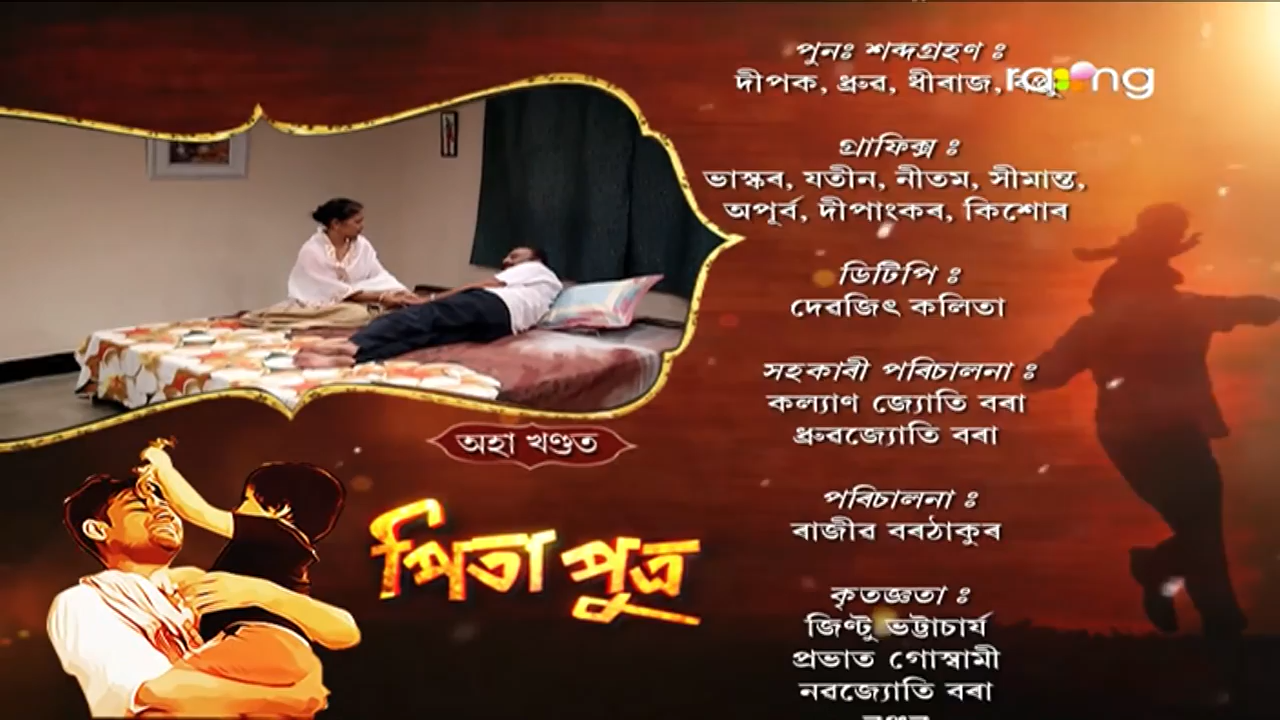 পুনঃ শব্দগ্ৰহণ ঃ
দীপক, ধ্ৰুৱ, ধীৰাজ,
rang
গ্ৰাফিক্স ঃ
ভাস্কৰ, যতীন, নীতম, সীমান্ত,
অপূৰ্ব, দীপাংকৰ, কিশোৰ
ডিটিপি ঃ
দেৱজিৎ কলিতা
সহকাৰী পৰিচালনা ঃ
কল্যাণ জ্যোতি বৰা
ধ্ৰুৱজ্যোতি বৰা
পৰিচালনা ঃ
ৰাজীৱ বৰঠাকুৰ
কৃতজ্ঞতা ঃ
জিণ্টু ভট্টাচাৰ্য
প্ৰভাত গোস্বামী
নৱজ্যোতি বৰা
অহা খণ্ডত
পিতা পুত্ৰ